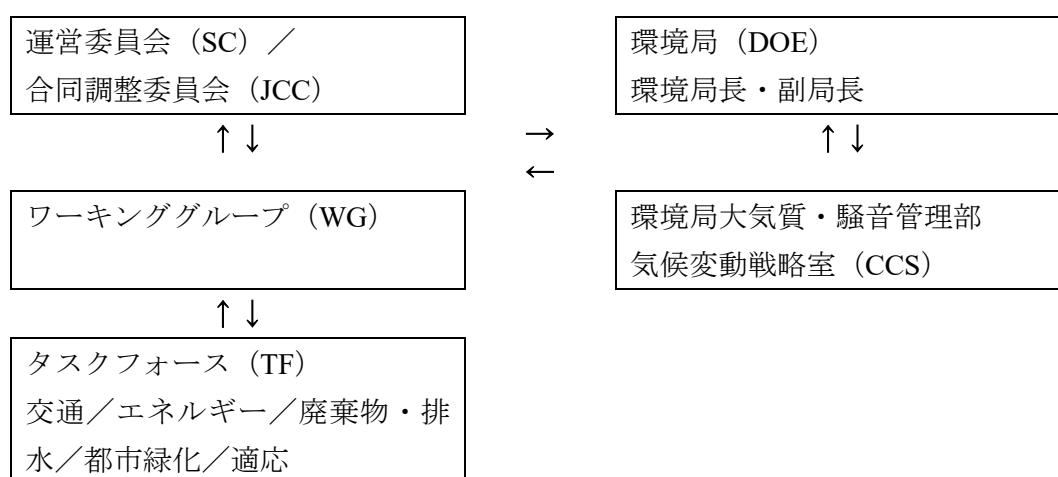 運営委員会（SC）／
合同調整委員会（JCC）
↑↓
ワーキンググループ（WG）
↑↓
タスクフォース（TF）
交通／エネルギー／廃棄物・排
水／都市緑化／適応
→
←
環境局（DOE）
環境局長・副局長
↑↓
環境局大気質・騒音管理部
気候変動戦略室（CCS）